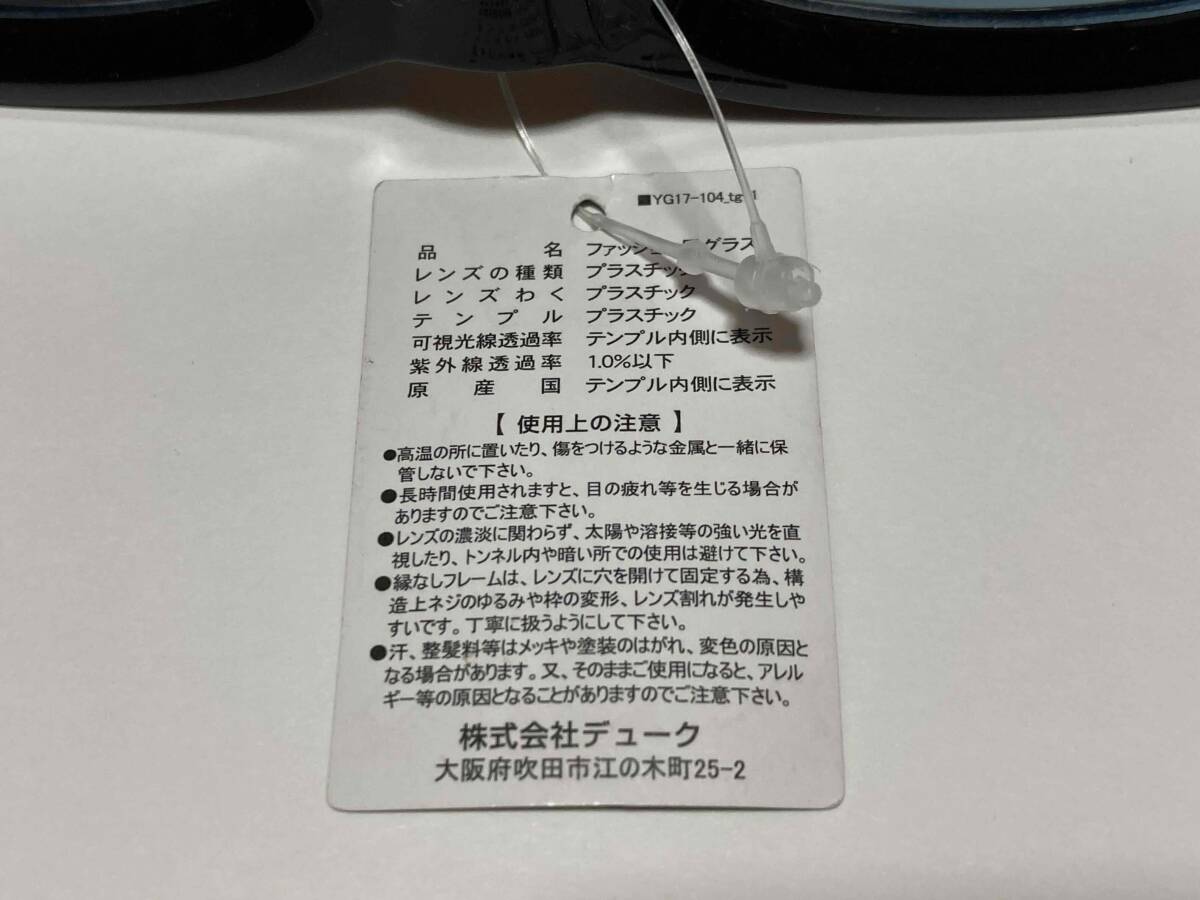 ■YG17-104_tg
品名 ファッショ グラス
レンズの種類 プラスチック
レンズわく プラスチック
テンプル プラスチック
可視光線透過率 テンプル内側に表示
紫外線透過率 1.0%以下
原産国 テンプル内側に表示
【 使用上の注意 】
●高温の所に置いたり、傷をつけるような金属と一緒に保
管しないで下さい。
●長時間使用されますと、目の疲れ等を生じる場合が
ありますのでご注意下さい。
●レンズの濃淡に関わらず、太陽や溶接等の強い光を直
視したり、トンネル内や暗い所での使用は避けて下さい。
●縁なしフレームは、レンズに穴を開けて固定する為、構
造上ネジのゆるみや枠の変形、レンズ割れが発生しや
すいです。丁寧に扱うようにして下さい。
●汗、整髪料等はメッキや塗装のはがれ、変色の原因と
なる場合があります。又、そのままご使用になると、アレル
ギー等の原因となることがありますのでご注意下さい。
株式会社デューク
大阪府吹田市江の木町25-2